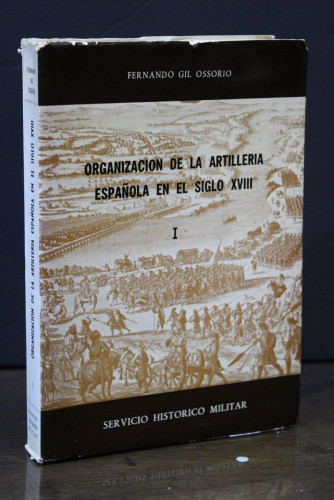 FERNANDO GIL OSSORIO
ORGANIZACION DE LA ARTILLERIA
ESPAÑOLA EN EL SIGLO XVIII
I
SERVICIO HISTORICO MILITAR
ORGANIZACION DE LA ARTILLERIA ESPAÑOLA EN EL SIGLO XVIII